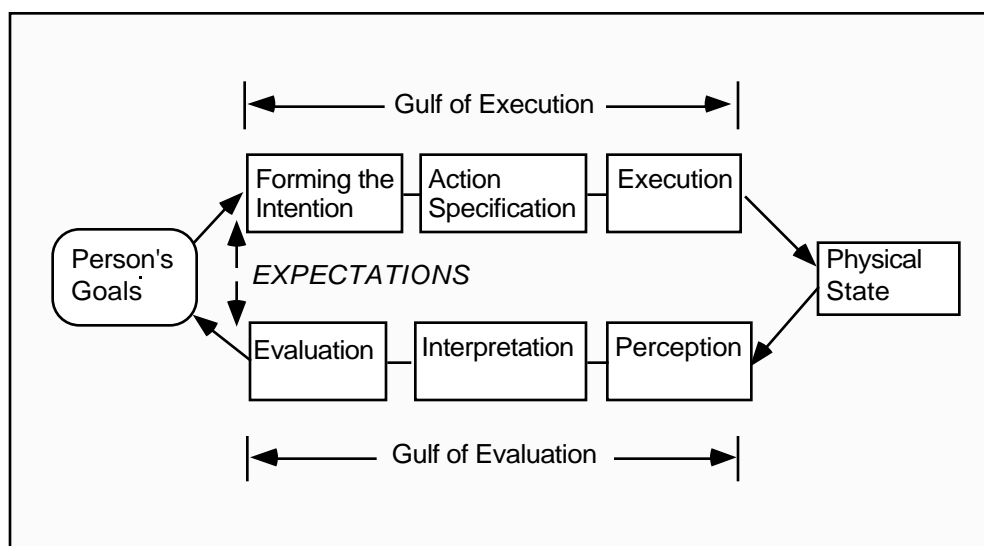 Gulf of Execution
Forming the
Intention
Action
Specification
Execution
Person's
Goals
EXPECTATIONS
Physical
State
Evaluation
Interpretation
Perception
Gulf of Evaluation